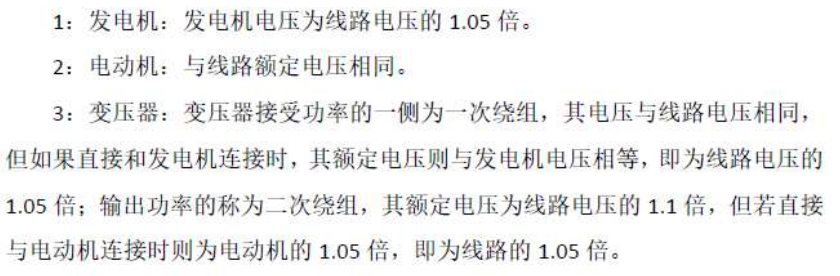 1：发电机：发电机电压为线路电压的 1.05 倍。
2：电动机：与线路额定电压相同。
3：变压器：变压器接受功率的一侧为一次绕组，其电压与线路电压相同，
但如果直接和发电机连接时，其额定电压则与发电机电压相等，即为线路电压的
1.05 倍；输出功率的称为二次绕组，其额定电压为线路电压的 1.1 倍，但若直接
与电动机连接时则为电动机的 1.05 倍，即为线路的 1.05 倍。